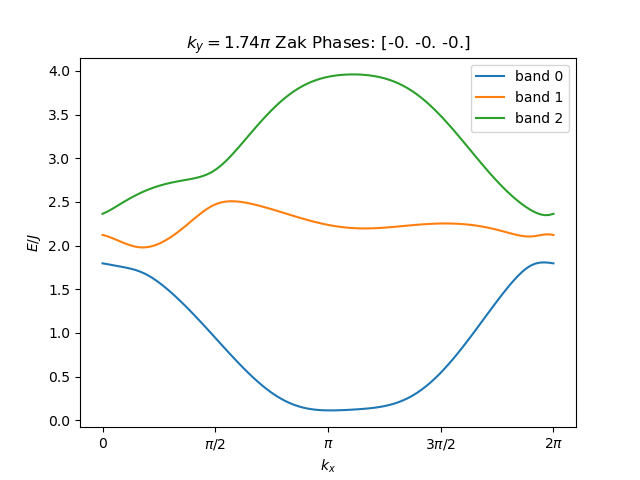 k_y = 1.74π Zak Phases: [-0. -0. -0.]
band 0
band 1
band 2
4.0
3.5
3.0
2.5
2.0
1.5
1.0
0.5
0.0
E/J
0 π/2 π 3π/2 2π
k_x